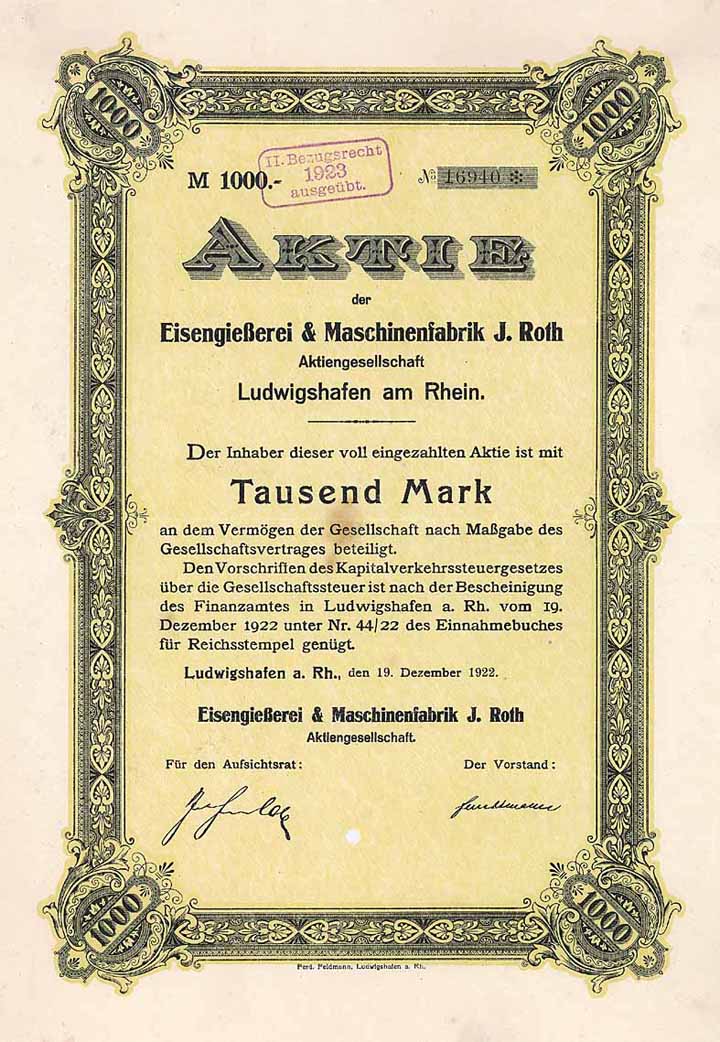 1000
1000
II. Bezugsrecht
1923
ausgeübt.
M 1000.-
№ 16940 ❊
AKTIE
der
Eisengießerei & Maschinenfabrik J. Roth
Aktiengesellschaft
Ludwigshafen am Rhein.
Der Inhaber dieser voll eingezahlten Aktie ist mit
Tausend Mark
an dem Vermögen der Gesellschaft nach Maßgabe des
Gesellschaftsvertrages beteiligt.
Den Vorschriften des Kapitalverkehrssteuergesetzes
über die Gesellschaftssteuer ist nach der Bescheinigung
des Finanzamtes in Ludwigshafen a. Rh. vom 19.
Dezember 1922 unter Nr. 44/22 des Einnahmebuches
für Reichsstempel genügt.
Ludwigshafen a. Rh., den 19. Dezember 1922.
Eisengießerei & Maschinenfabrik J. Roth
Aktiengesellschaft.
Für den Aufsichtsrat:
Der Vorstand:
1000
1000
Ferd. Feldmann, Ludwigshafen a. Rh.